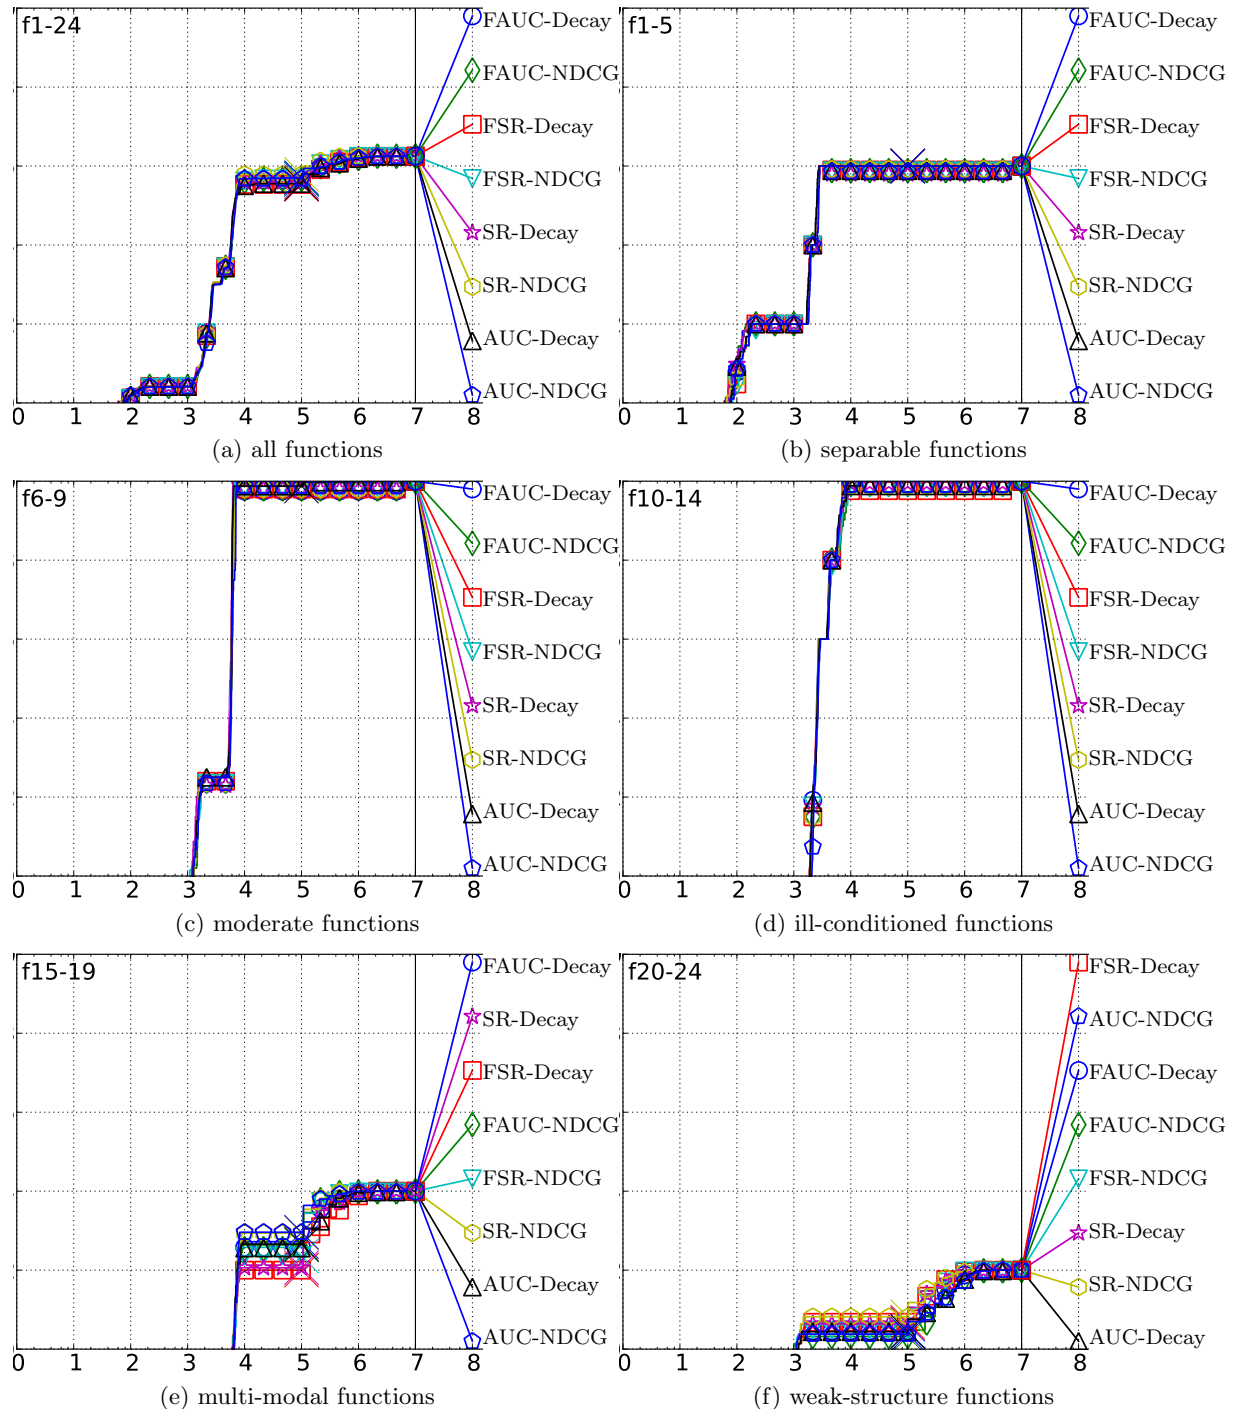 f1-24
FAUC-Decay
FAUC-NDCG
FSR-Decay
FSR-NDCG
SR-Decay
SR-NDCG
AUC-Decay
AUC-NDCG
0 1 2 3 4 5 6 7 8
(a) all functions
f1-5
FAUC-Decay
FAUC-NDCG
FSR-Decay
FSR-NDCG
SR-Decay
SR-NDCG
AUC-Decay
AUC-NDCG
0 1 2 3 4 5 6 7 8
(b) separable functions
f6-9
FAUC-Decay
FAUC-NDCG
FSR-Decay
FSR-NDCG
SR-Decay
SR-NDCG
AUC-Decay
AUC-NDCG
0 1 2 3 4 5 6 7 8
(c) moderate functions
f10-14
FAUC-Decay
FAUC-NDCG
FSR-Decay
FSR-NDCG
SR-Decay
SR-NDCG
AUC-Decay
AUC-NDCG
0 1 2 3 4 5 6 7 8
(d) ill-conditioned functions
f15-19
FAUC-Decay
SR-Decay
FSR-Decay
FAUC-NDCG
FSR-NDCG
SR-NDCG
AUC-Decay
AUC-NDCG
0 1 2 3 4 5 6 7 8
(e) multi-modal functions
f20-24
FSR-Decay
AUC-NDCG
FAUC-Decay
FAUC-NDCG
FSR-NDCG
SR-Decay
SR-NDCG
AUC-Decay
0 1 2 3 4 5 6 7 8
(f) weak-structure functions